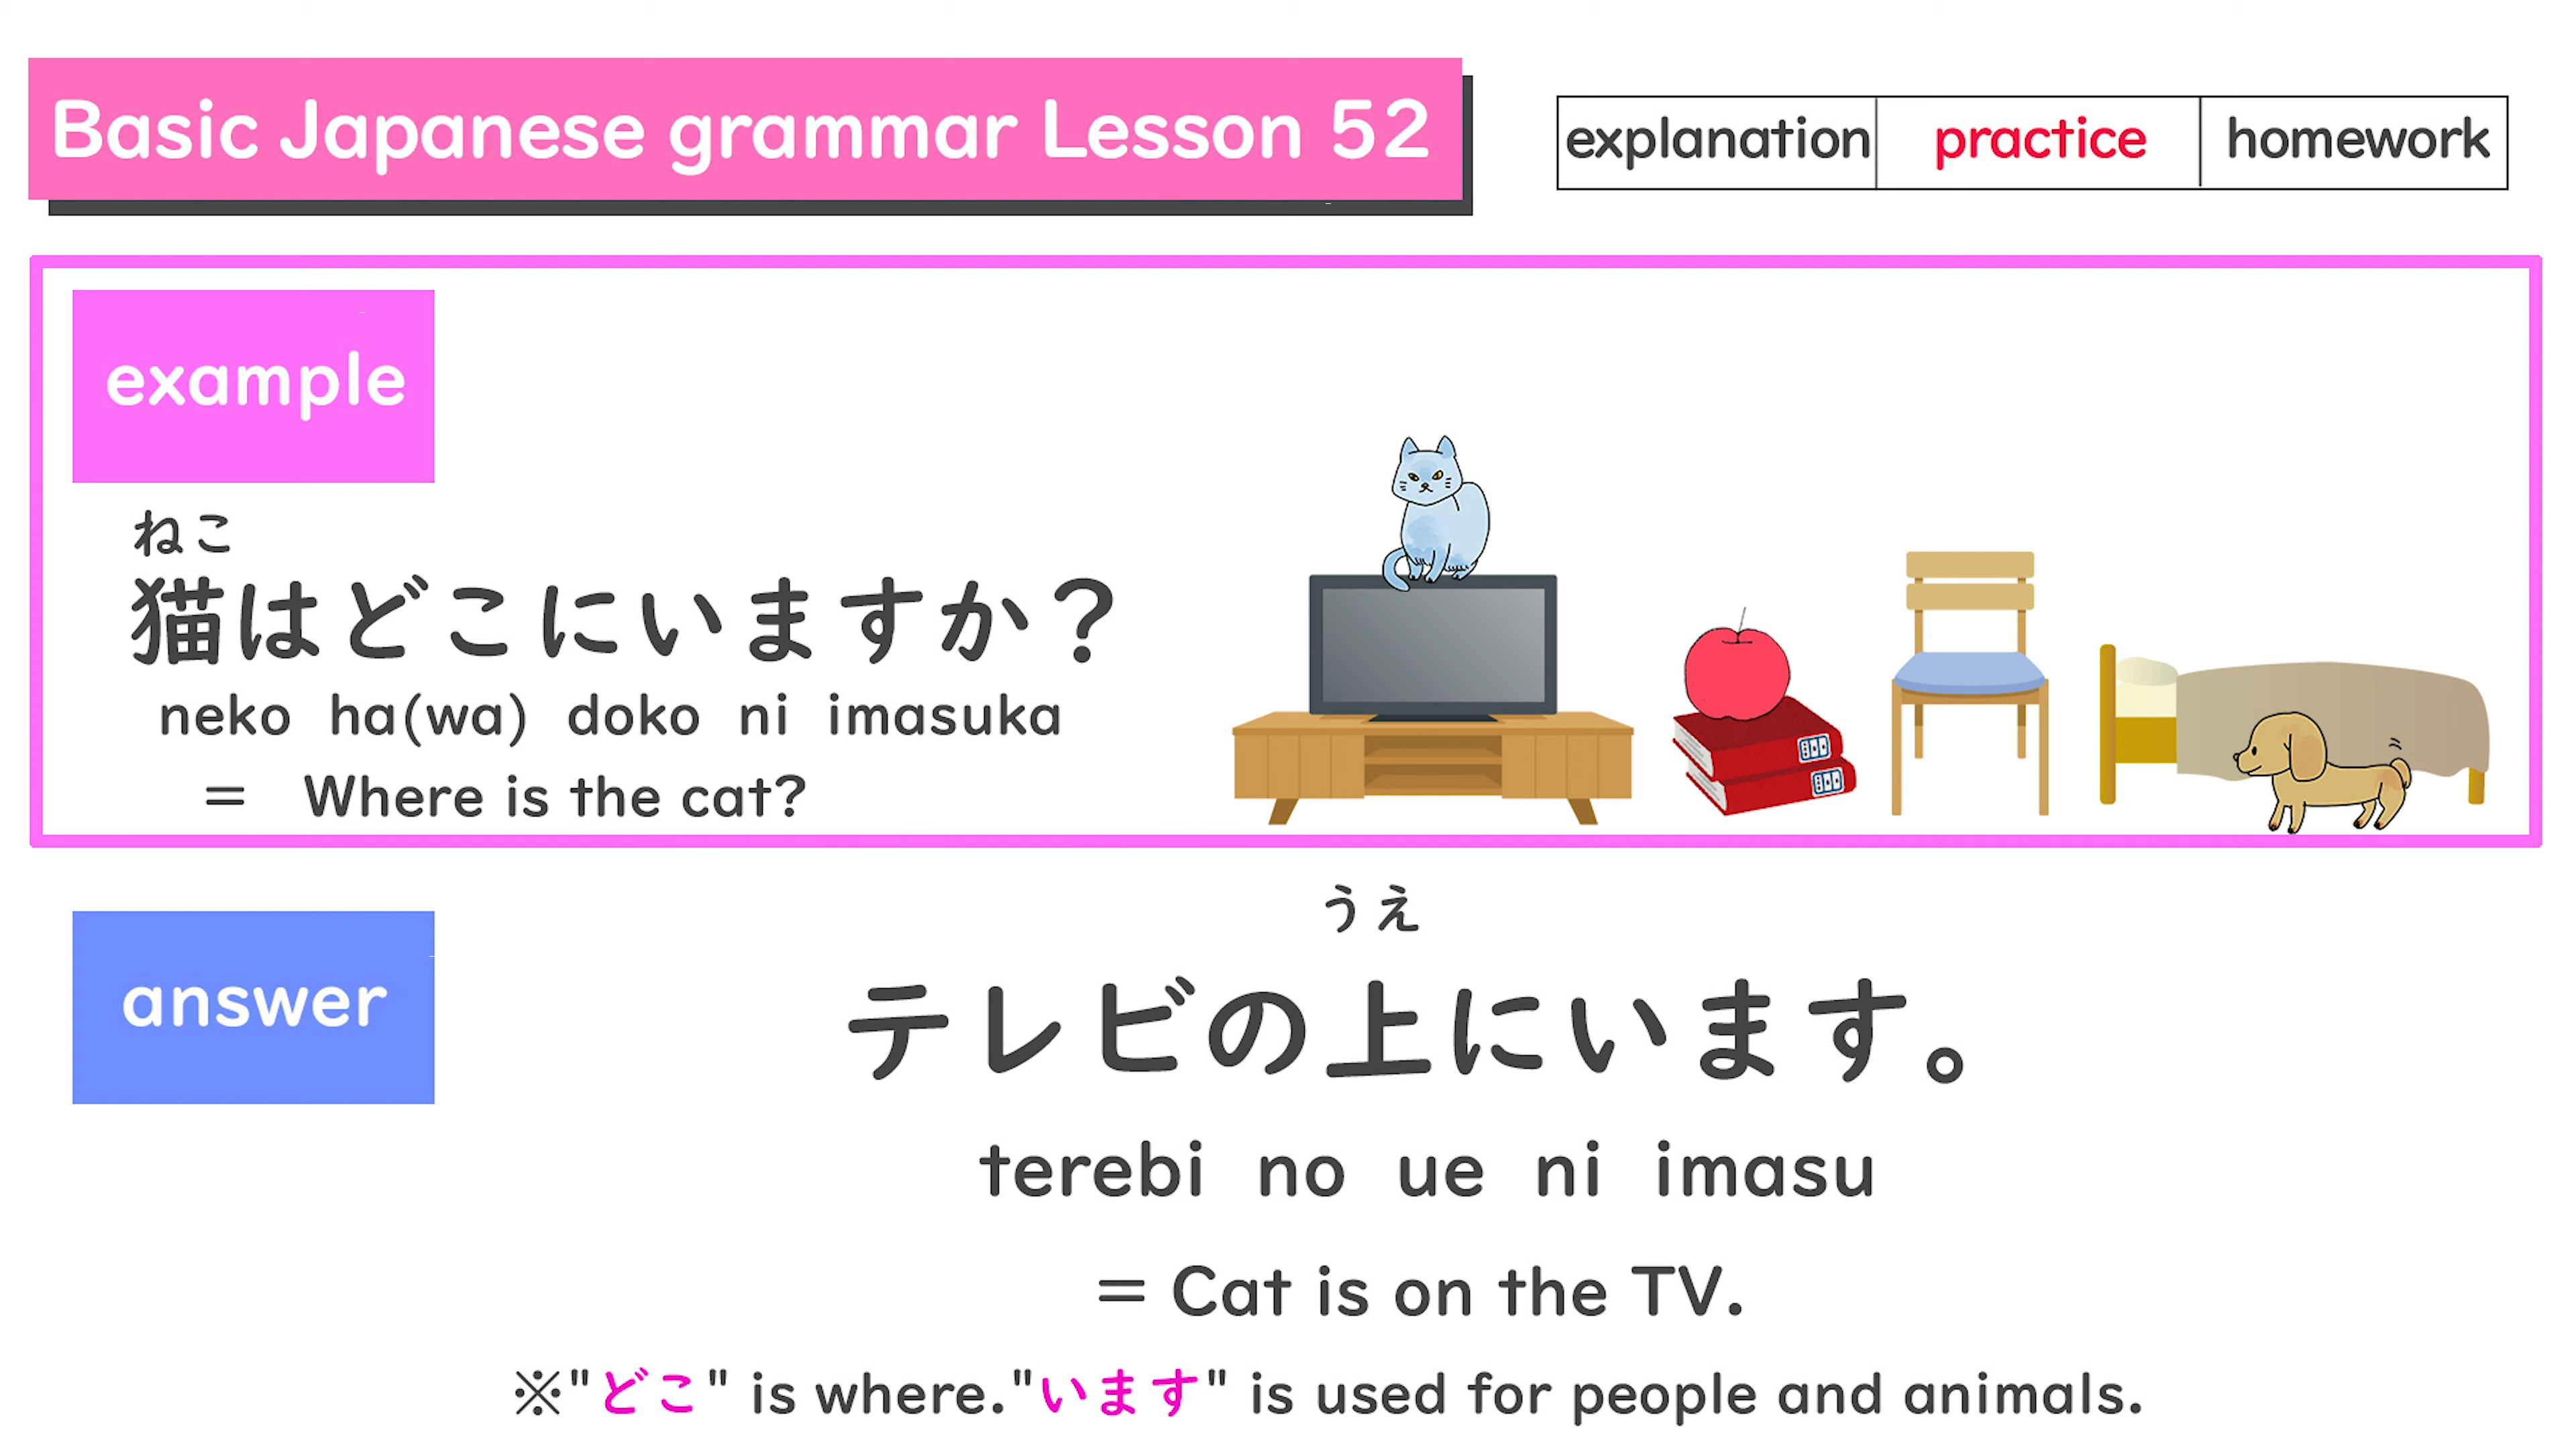 Basic Japanese grammar Lesson 52
explanation practice homework
example
ねこ
猫はどこにいますか？
neko ha(wa) doko ni imasuka
= Where is the cat?
answer
うえ
テレビの上にいます。
terebi no ue ni imasu
= Cat is on the TV.
※"どこ" is where."います" is used for people and animals.